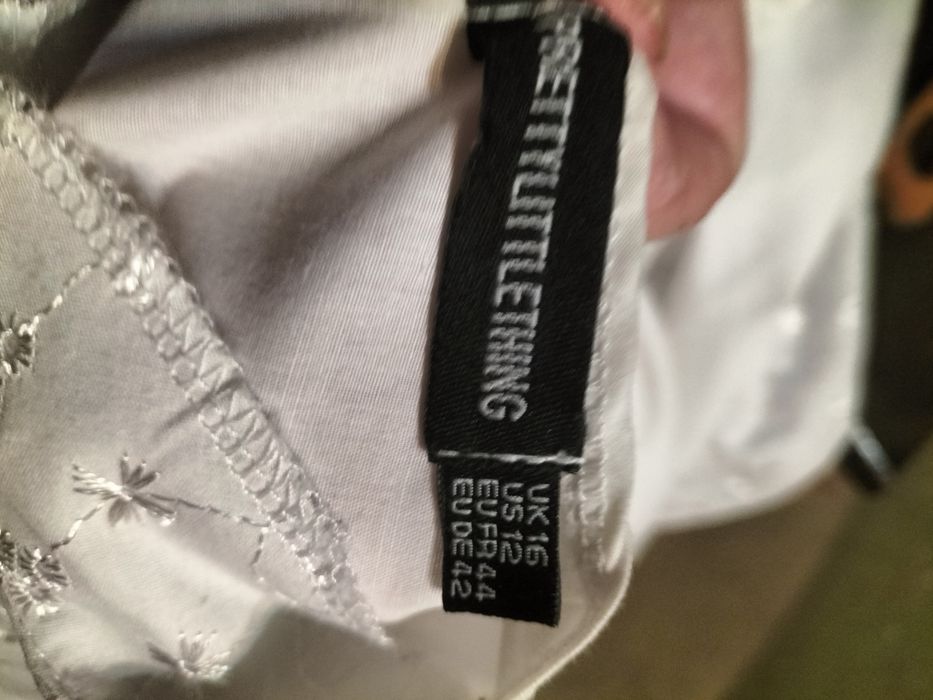 PRETTYLITTLETHING
UK 16
US 12
EU FR 44
EU DE 42